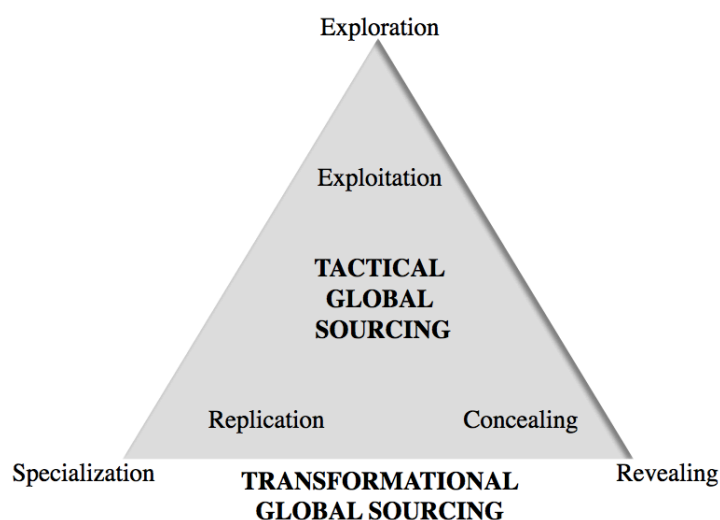 Exploration
Exploitation
TACTICAL
GLOBAL
SOURCING
Replication
Concealing
Specialization
Revealing
TRANSFORMATIONAL
GLOBAL SOURCING